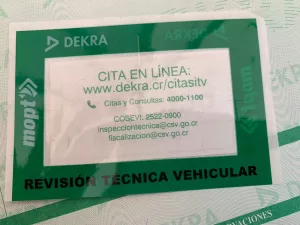 DEKRA
mopt
CITA EN LÍNEA:
www.dekra.cr/citasitv
Citas y Consultas: 4000-1100
COSEVI: 2522-0900
inspecciontecnica@csv.go.cr
fiscalizacion@csv.go.cr
REVISIÓN TECNICA VEHICULAR